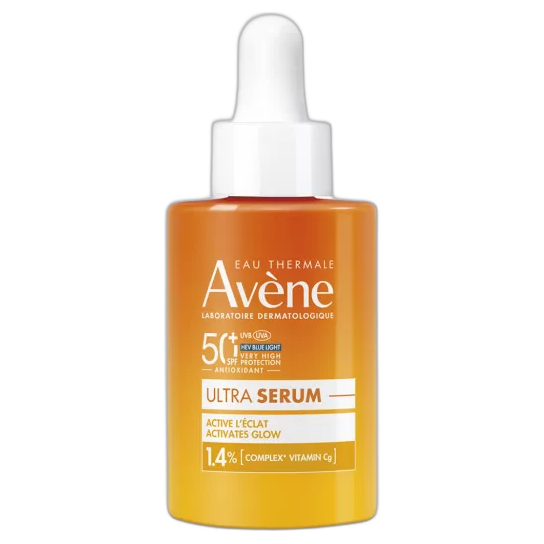 EAU THERMALE
Avène
LABORATOIRE DERMATOLOGIQUE
50+ SPF UVB UVA
HEV BLUE LIGHT
VERY HIGH
PROTECTION
ANTIOXIDANT
ULTRA SERUM
ACTIVE L'ÉCLAT
ACTIVATES GLOW
1.4% [COMPLEX* VITAMIN Cg]